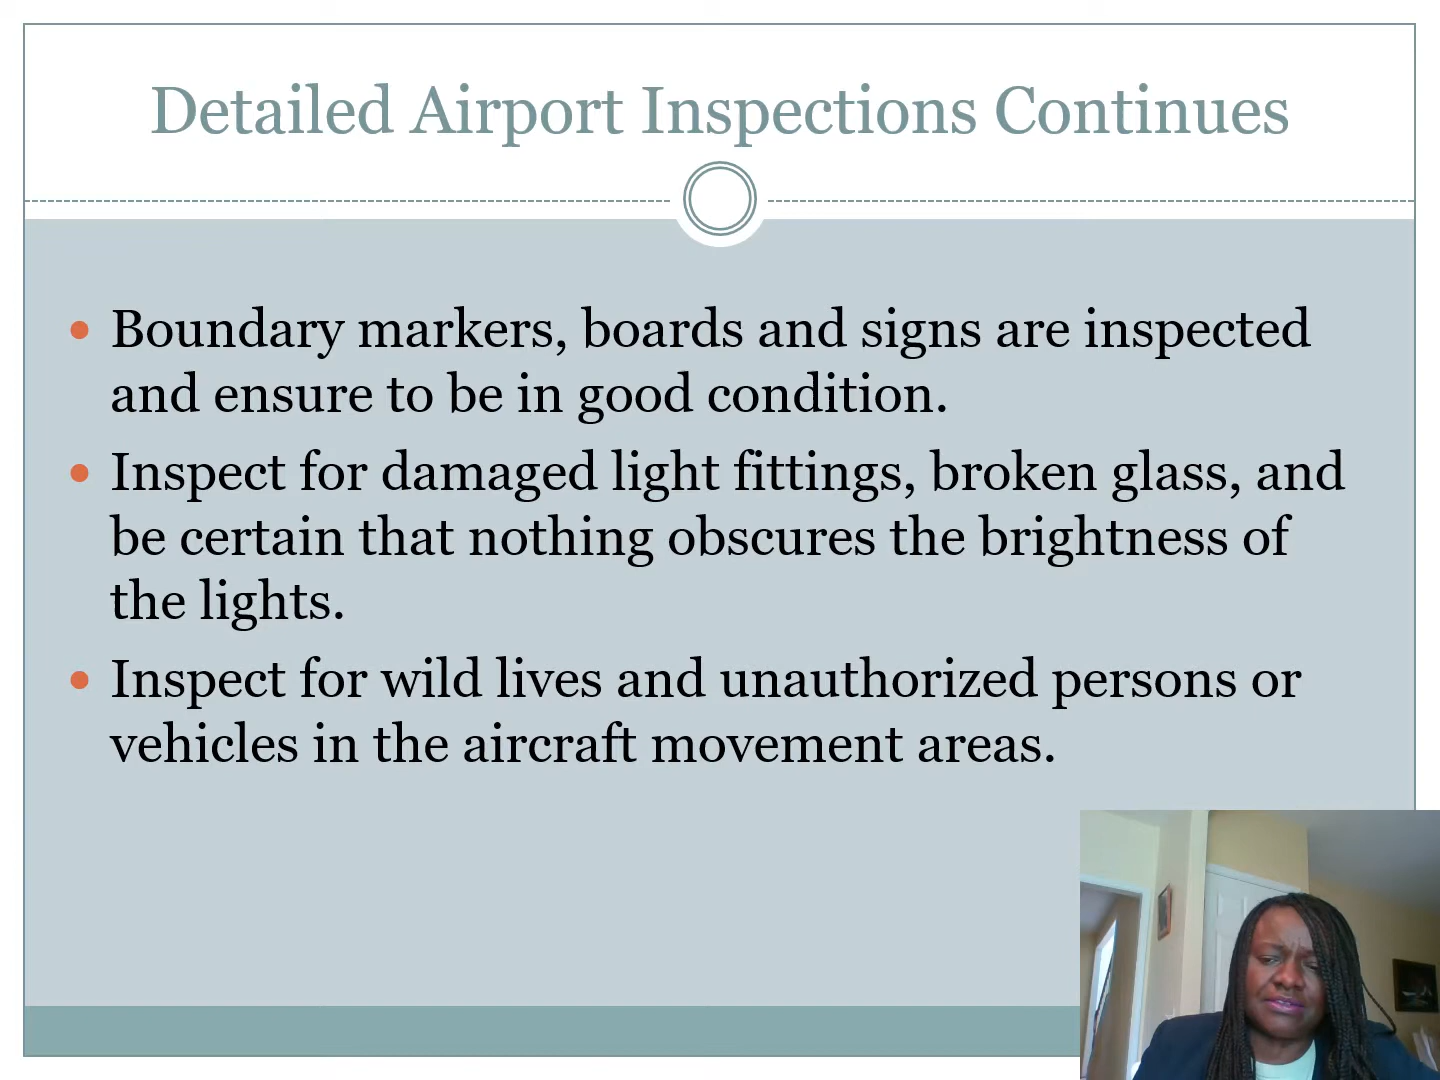 Detailed Airport Inspections Continues
Boundary markers, boards and signs are inspected
and ensure to be in good condition.
Inspect for damaged light fittings, broken glass, and
be certain that nothing obscures the brightness of
the lights.
Inspect for wild lives and unauthorized persons or
vehicles in the aircraft movement areas.